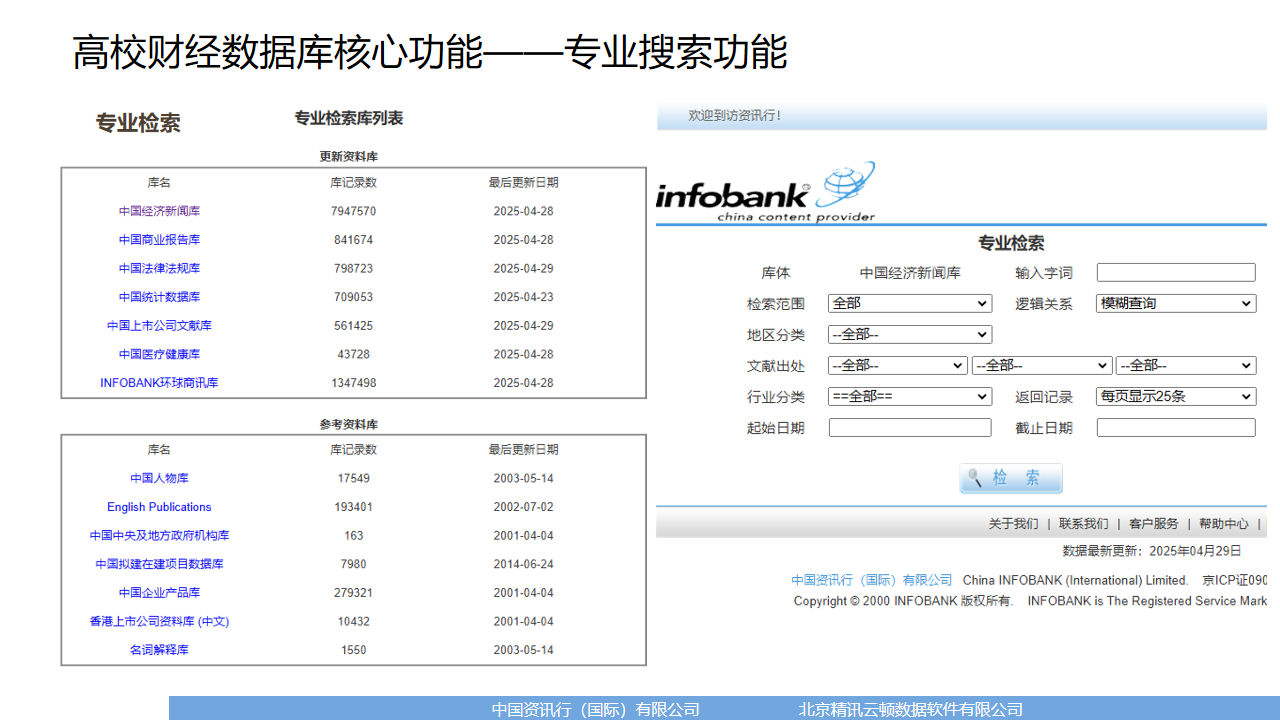 高校财经数据库核心功能——专业搜索功能
专业检索
专业检索库列表
更新资料库
库名 库记录数 最后更新日期
中国经济新闻库 7947570 2025-04-28
中国商业报告库 841674 2025-04-28
中国法律法规库 798723 2025-04-29
中国统计数据库 709053 2025-04-23
中国上市公司文献库 561425 2025-04-29
中国医疗健康库 43728 2025-04-28
INFOBANK环球商讯库 1347498 2025-04-28
参考资料库
库名 库记录数 最后更新日期
中国人物库 17549 2003-05-14
English Publications 193401 2002-07-02
中国中央及地方政府机构库 163 2001-04-04
中国拟建在建项目数据库 7980 2014-06-24
中国企业产品库 279321 2001-04-04
香港上市公司资料库 (中文) 10432 2001-04-04
名词解释库 1550 2003-05-14
欢迎到访资讯行!
infobank®
china content provider
专业检索
库体 中国经济新闻库 输入字词
检索范围 全部 逻辑关系 模糊查询
地区分类 --全部--
文献出处 --全部-- --全部-- --全部--
行业分类 ==全部== 返回记录 每页显示25条
起始日期 截止日期
检 索
关于我们 | 联系我们 | 客户服务 | 帮助中心 |
数据最新更新：2025年04月29日
中国资讯行（国际）有限公司 China INFOBANK (International) Limited. 京ICP证090
Copyright © 2000 INFOBANK 版权所有. INFOBANK is The Registered Service Mark
中国资讯行（国际）有限公司 北京精讯云顿数据软件有限公司